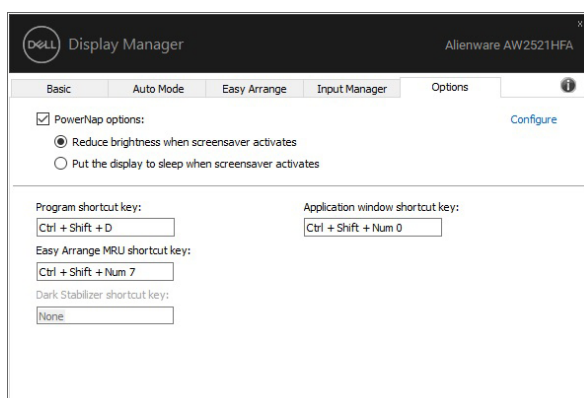 DELL Display Manager
Alienware AW2521HFA
Basic
Auto Mode
Easy Arrange
Input Manager
Options
PowerNap options:
Configure
Reduce brightness when screensaver activates
Put the display to sleep when screensaver activates
Program shortcut key:
Application window shortcut key:
Ctrl + Shift + D
Ctrl + Shift + Num 0
Easy Arrange MRU shortcut key:
Ctrl + Shift + Num 7
Dark Stabilizer shortcut key:
None